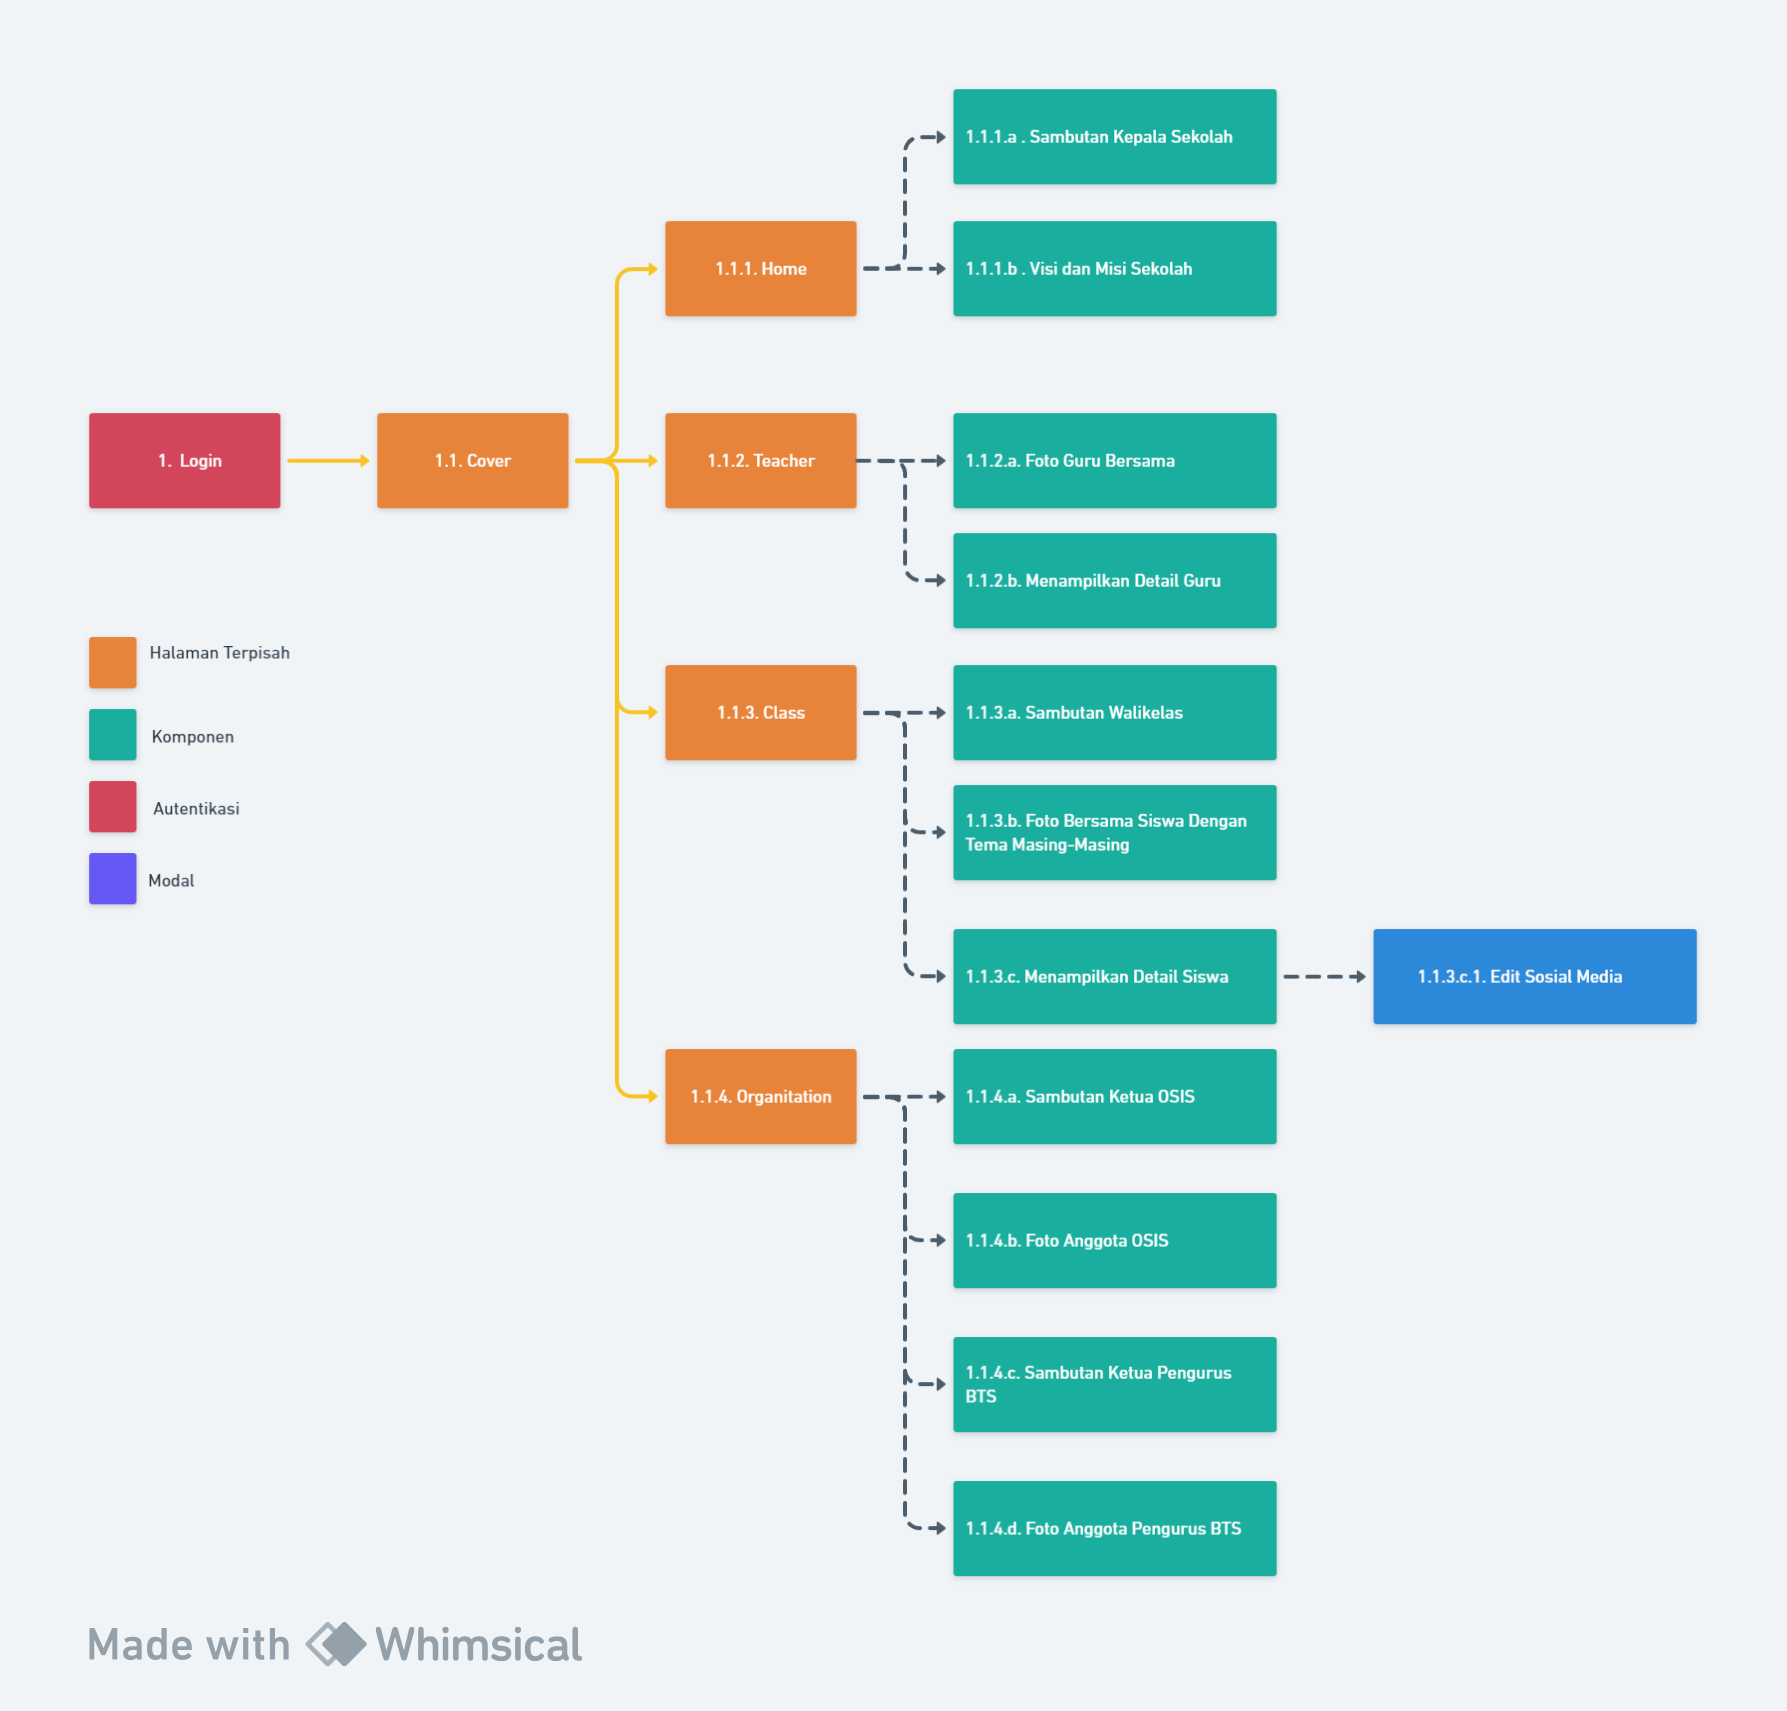 1.1.1.a . Sambutan Kepala Sekolah
1.1.1. Home
1.1.1.b . Visi dan Misi Sekolah
1.  Login
1.1. Cover
1.1.2. Teacher
1.1.2.a. Foto Guru Bersama
1.1.2.b. Menampilkan Detail Guru
Halaman Terpisah
Komponen
Autentikasi
Modal
1.1.3. Class
1.1.3.a. Sambutan Walikelas
1.1.3.b. Foto Bersama Siswa Dengan
Tema Masing-Masing
1.1.3.c. Menampilkan Detail Siswa
1.1.3.c.1. Edit Sosial Media
1.1.4. Organitation
1.1.4.a. Sambutan Ketua OSIS
1.1.4.b. Foto Anggota OSIS
1.1.4.c. Sambutan Ketua Pengurus
BTS
1.1.4.d. Foto Anggota Pengurus BTS
Made with Whimsical